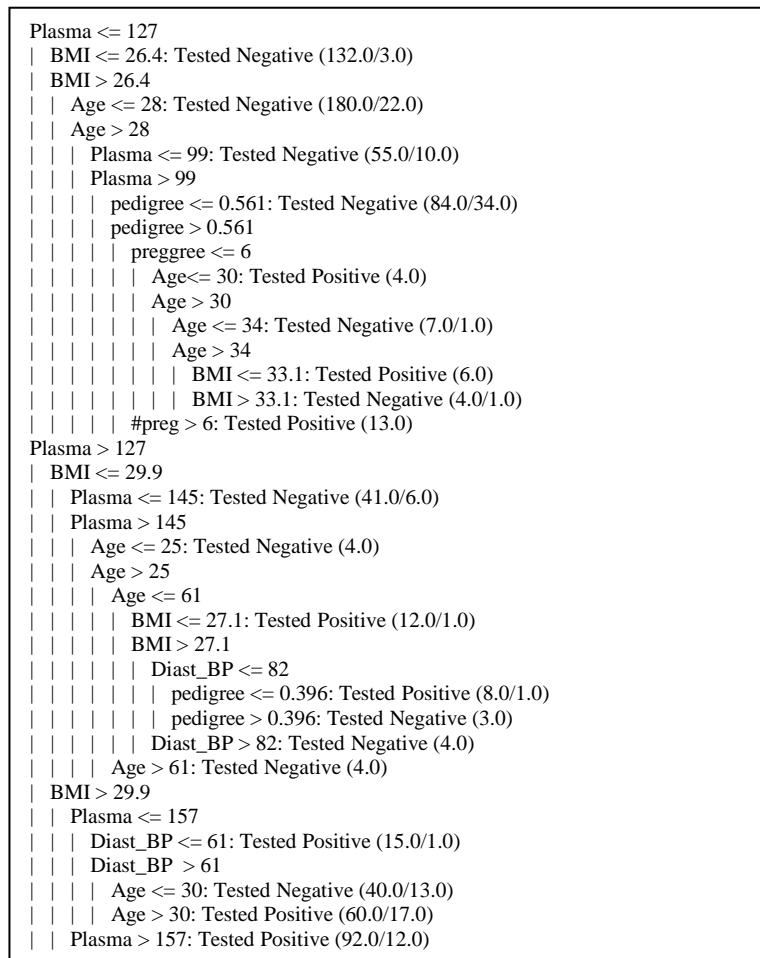 Plasma <= 127
| BMI <= 26.4: Tested Negative (132.0/3.0)
| BMI > 26.4
| | Age <= 28: Tested Negative (180.0/22.0)
| | Age > 28
| | | Plasma <= 99: Tested Negative (55.0/10.0)
| | | Plasma > 99
| | | | pedigree <= 0.561: Tested Negative (84.0/34.0)
| | | | pedigree > 0.561
| | | | | preggree <= 6
| | | | | | Age<= 30: Tested Positive (4.0)
| | | | | | Age > 30
| | | | | | | Age <= 34: Tested Negative (7.0/1.0)
| | | | | | | Age > 34
| | | | | | | | BMI <= 33.1: Tested Positive (6.0)
| | | | | | | | BMI > 33.1: Tested Negative (4.0/1.0)
| | | | | #preg > 6: Tested Positive (13.0)
Plasma > 127
| BMI <= 29.9
| | Plasma <= 145: Tested Negative (41.0/6.0)
| | Plasma > 145
| | | Age <= 25: Tested Negative (4.0)
| | | Age > 25
| | | | Age <= 61
| | | | | BMI <= 27.1: Tested Positive (12.0/1.0)
| | | | | BMI > 27.1
| | | | | | Diast_BP <= 82
| | | | | | | pedigree <= 0.396: Tested Positive (8.0/1.0)
| | | | | | | pedigree > 0.396: Tested Negative (3.0)
| | | | | | Diast_BP > 82: Tested Negative (4.0)
| | | | Age > 61: Tested Negative (4.0)
| BMI > 29.9
| | Plasma <= 157
| | | Diast_BP <= 61: Tested Positive (15.0/1.0)
| | | Diast_BP > 61
| | | | Age <= 30: Tested Negative (40.0/13.0)
| | | | Age > 30: Tested Positive (60.0/17.0)
| | Plasma > 157: Tested Positive (92.0/12.0)